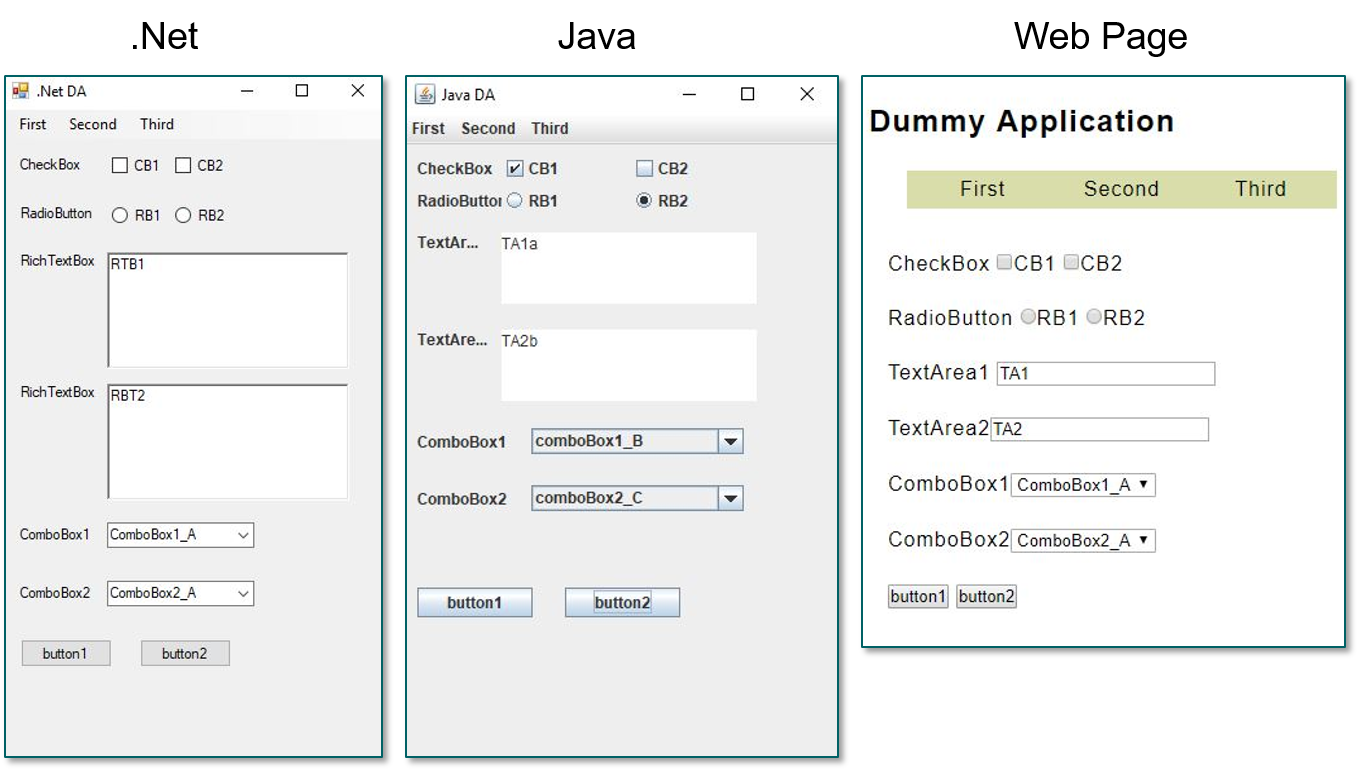 .Net
.Net DA
First Second Third
CheckBox CB1 CB2
RadioButton RB1 RB2
RichTextBox RTB1
RichTextBox RBT2
ComboBox1 ComboBox1_A
ComboBox2 ComboBox2_A
button1 button2
Java
Java DA
First Second Third
CheckBox CB1 CB2
RadioButtor RB1 RB2
TextAr... TA1a
TextAre... TA2b
ComboBox1 comboBox1_B
ComboBox2 comboBox2_C
button1 button2
Web Page
Dummy Application
First Second Third
CheckBox CB1 CB2
RadioButton RB1 RB2
TextArea1 TA1
TextArea2 TA2
ComboBox1 ComboBox1_A
ComboBox2 ComboBox2_A
button1 button2